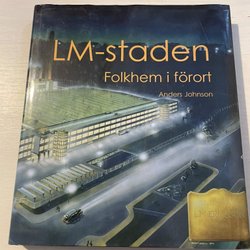 LM-staden
Folkhem i förort
Anders Johnson